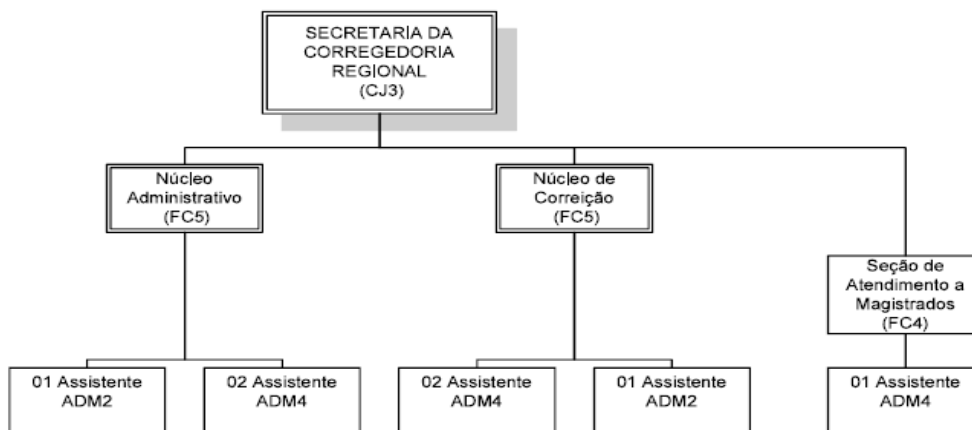 SECRETARIA DA
CORREGEDORIA
REGIONAL
(CJ3)
Núcleo
Administrativo
(FC5)
Núcleo de
Correição
(FC5)
Seção de
Atendimento a
Magistrados
(FC4)
01 Assistente
ADM2
02 Assistente
ADM4
02 Assistente
ADM4
01 Assistente
ADM2
01 Assistente
ADM4